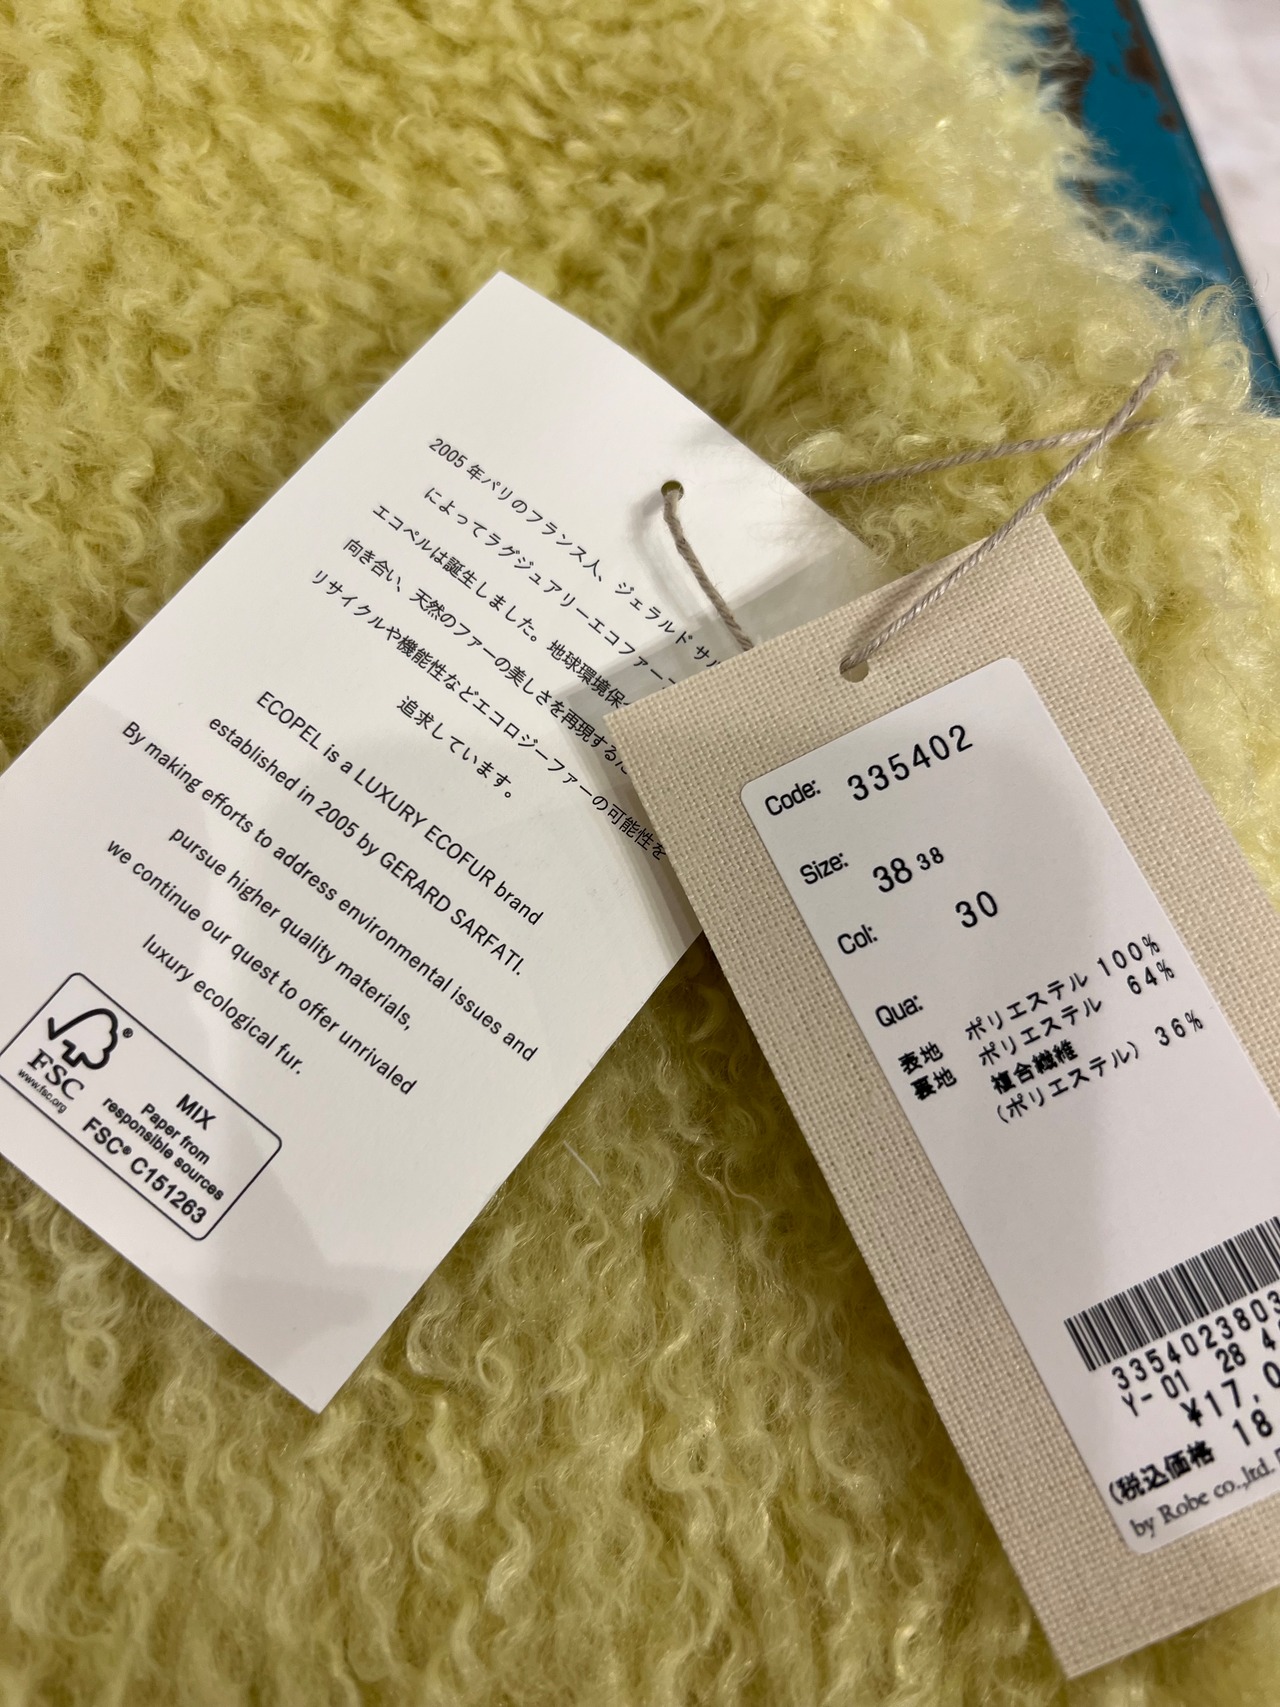 2005 年パリのフランス人、ジェラルド サル
によってラグジュアリーエコファー
エコペルは誕生しました。地球環境保
向き合い、天然のファーの美しさを再現する
リサイクルや機能性などエコロジーファーの可能性を
追求しています。
ECOPEL is a LUXURY ECOFUR brand
established in 2005 by GERARD SARFATI.
By making efforts to address environmental issues and
pursue higher quality materials,
we continue our quest to offer unrivaled
luxury ecological fur.
FSC
www.fsc.org
MIX
Paper from
responsible sources
FSC® C151263
Code: 335402
Size: 38 38
Col: 30
Qua:
表地 ポリエステル 100%
裏地 ポリエステル 64%
複合繊維
(ポリエステル) 36%
3354023803
Y-01 28 4
¥17,0
(税込価格 18
by Robe co.,ltd.